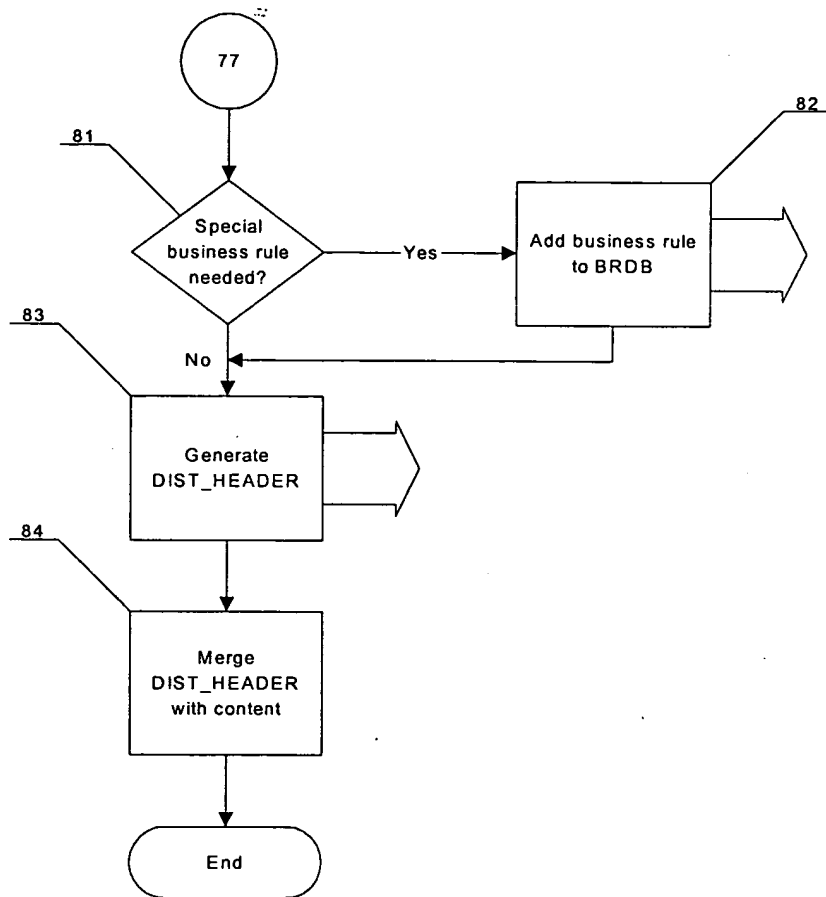 77
81
82
Special
business rule
needed?
Yes
Add business rule
to BRDB
83
No
Generate
DIST_HEADER
84
Merge
DIST_HEADER
with content
End